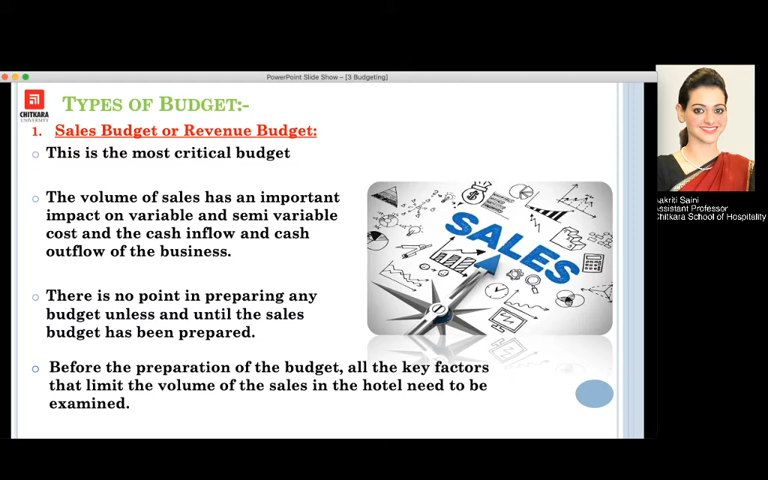 PowerPoint Slide Show – [3 Budgeting]
CHITKARA
UNIVERSITY
TYPES OF BUDGET:-
1. Sales Budget or Revenue Budget:
This is the most critical budget
The volume of sales has an important
impact on variable and semi variable
cost and the cash inflow and cash
outflow of the business.
There is no point in preparing any
budget unless and until the sales
budget has been prepared.
Before the preparation of the budget, all the key factors
that limit the volume of the sales in the hotel need to be
examined.
SALES
aakriti Saini
Assistant Professor
Chitkara School of Hospitality